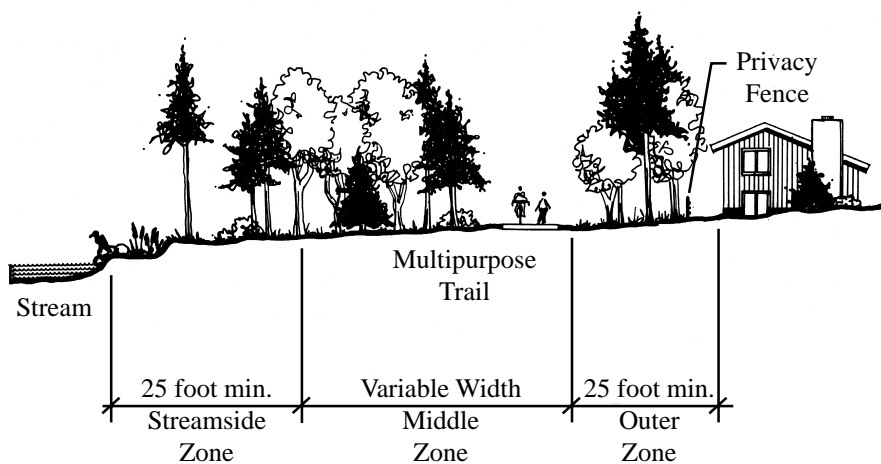 Privacy
Fence
Multipurpose
Trail
Stream
25 foot min.
Streamside
Zone
Variable Width
Middle
Zone
25 foot min.
Outer
Zone